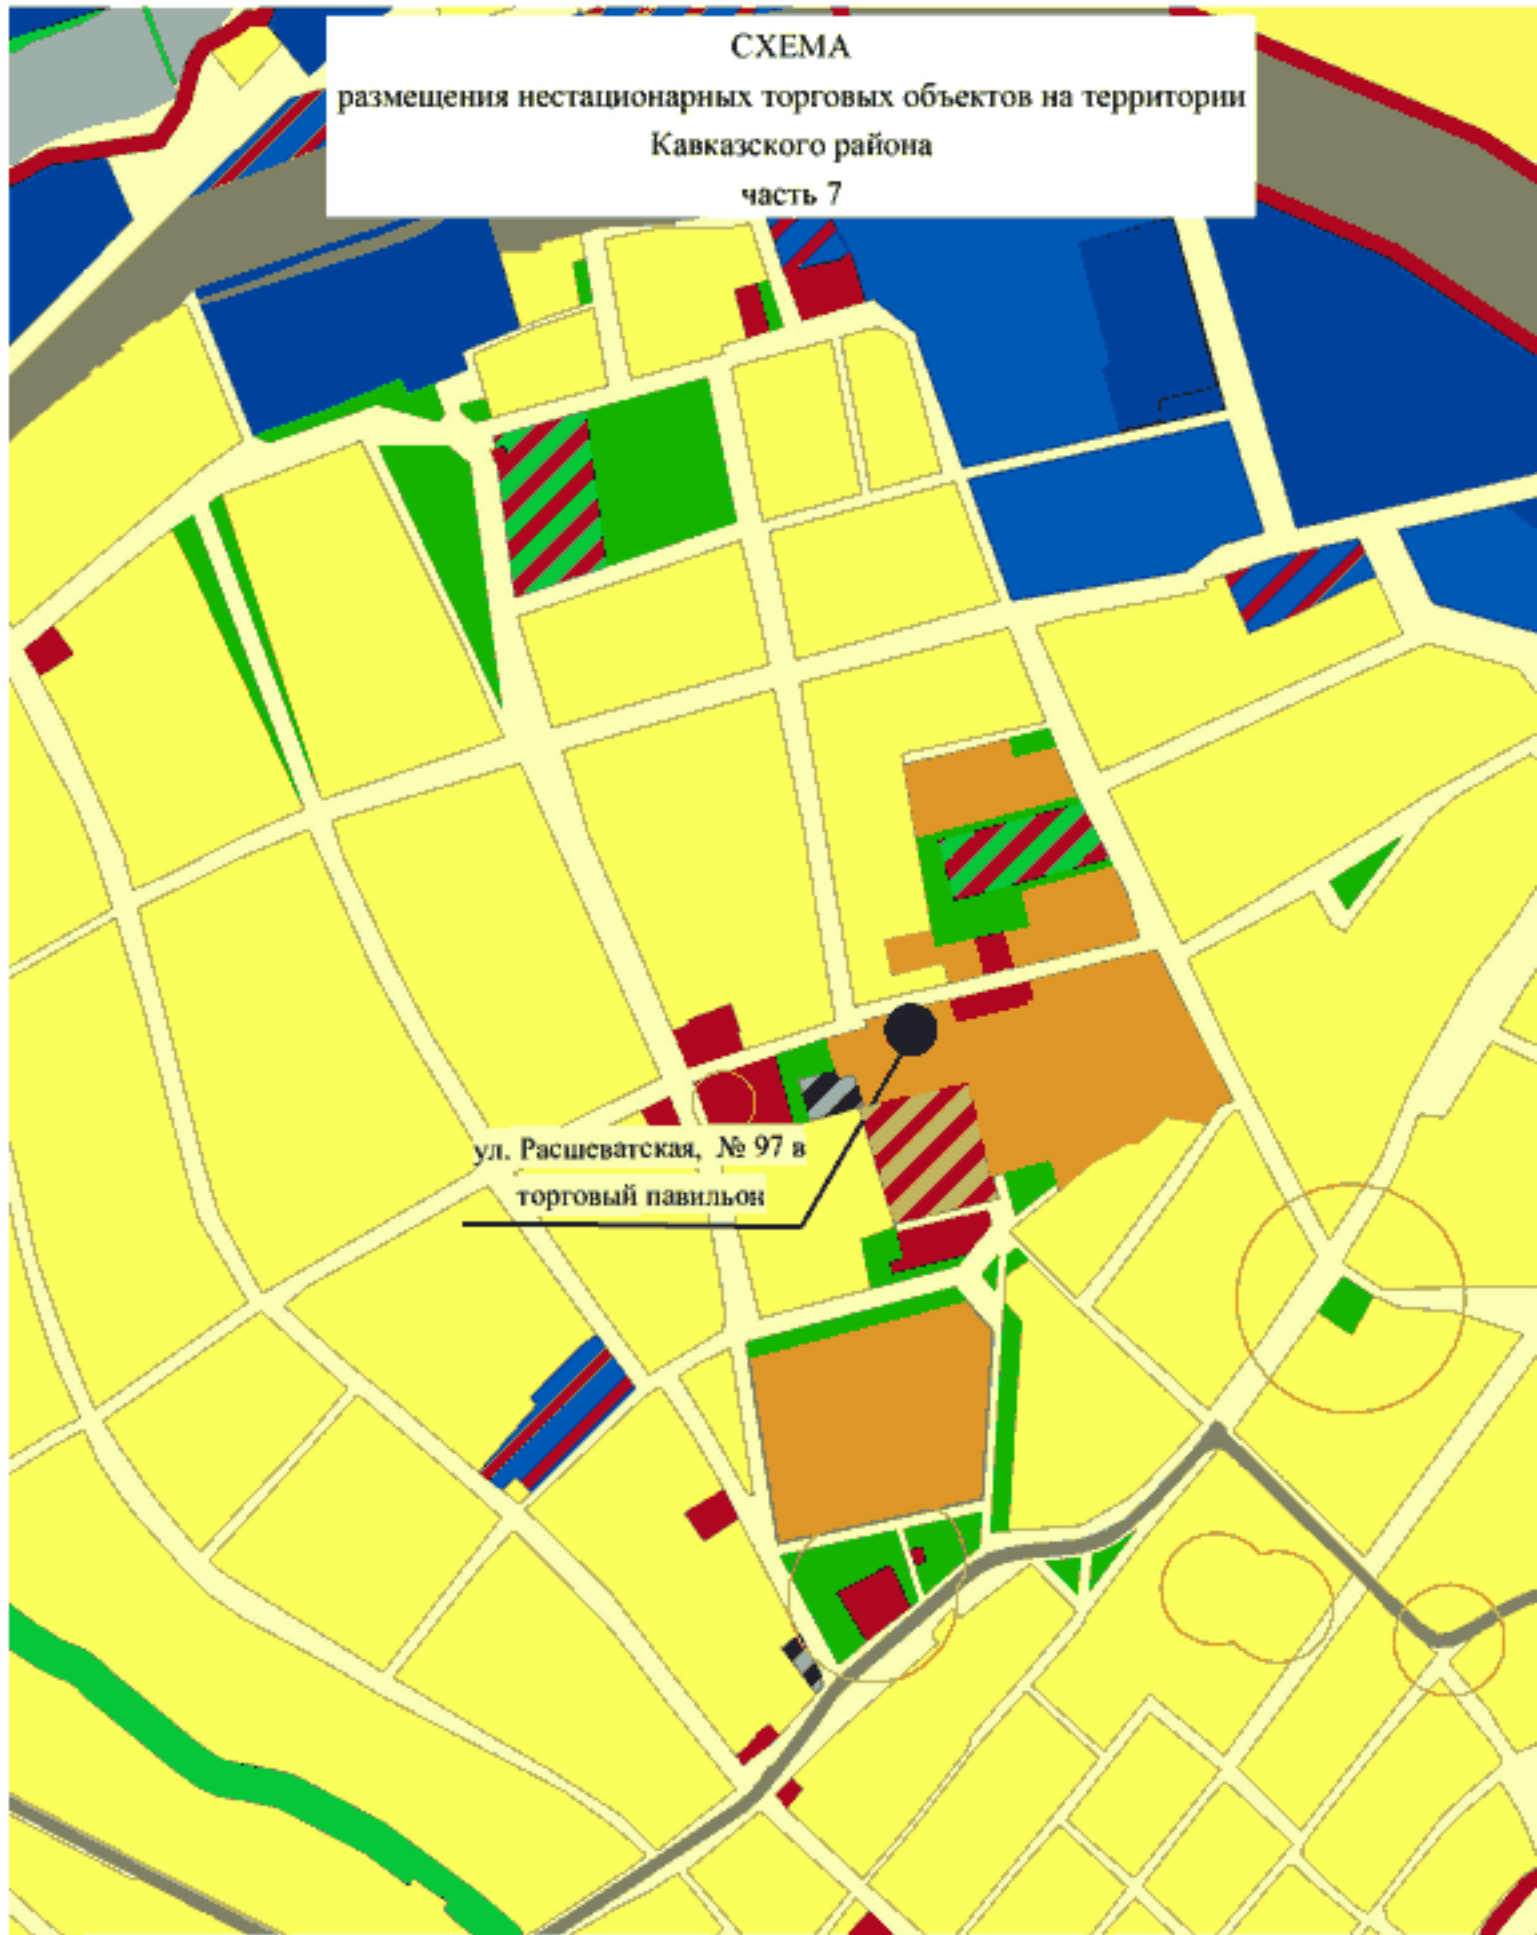 СХЕМА
размещения нестационарных торговых объектов на территории
Кавказского района
часть 7
ул. Расшеватская, № 97 в
торговый павильон